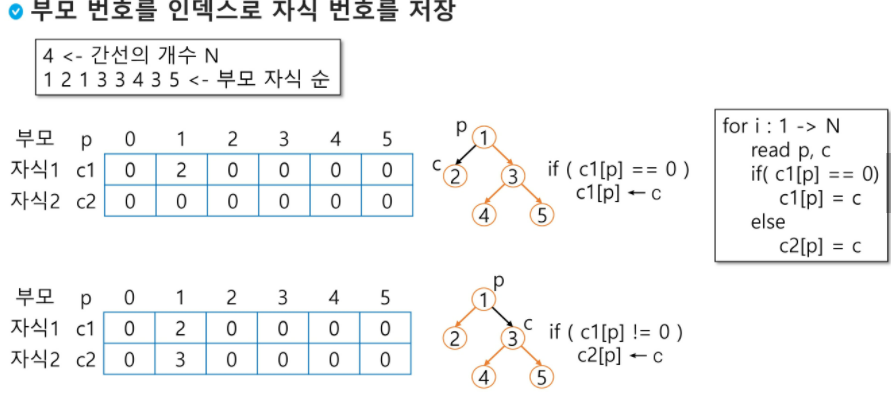 부모 번호를 인덱스로 자식 번호를 저장
4 <- 간선의 개수 N
1 2 1 3 3 4 3 5 <- 부모 자식 순
부모 p 0 1 2 3 4 5
자식1 c1 0 2 0 0 0 0
자식2 c2 0 0 0 0 0 0
p
1
c
2 3
4 5
if ( c1[p] == 0 )
c1[p] ← c
for i : 1 -> N
read p, c
if( c1[p] == 0)
c1[p] = c
else
c2[p] = c
부모 p 0 1 2 3 4 5
자식1 c1 0 2 0 0 0 0
자식2 c2 0 3 0 0 0 0
p
1
c
2 3
4 5
if ( c1[p] != 0 )
c2[p] ← c